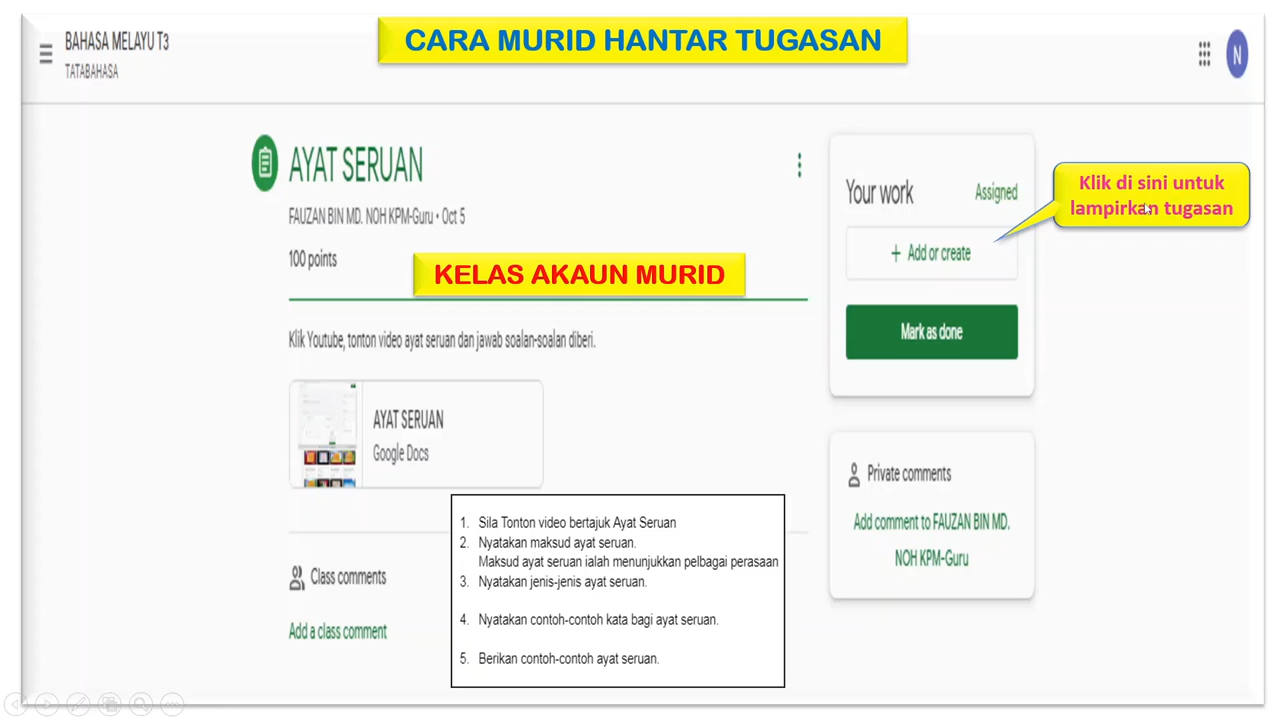 CARA MURID HANTAR TUGASAN
BAHASA MELAYU T3
TATABAHASA
N
AYAT SERUAN
FAUZAN BIN MD. NOH KPM-Guru • Oct 5
100 points
KELAS AKAUN MURID
Klik Youtube, tonton video ayat seruan dan jawab soalan-soalan diberi.
AYAT SERUAN
Google Docs
Class comments
Add a class comment
1. Sila Tonton video bertajuk Ayat Seruan
2. Nyatakan maksud ayat seruan.
Maksud ayat seruan ialah menunjukkan pelbagai perasaan
3. Nyatakan jenis-jenis ayat seruan.
4. Nyatakan contoh-contoh kata bagi ayat seruan.
5. Berikan contoh-contoh ayat seruan.
Your work
Assigned
+ Add or create
Mark as done
Klik di sini untuk
lampirkan tugasan
Private comments
Add comment to FAUZAN BIN MD.
NOH KPM-Guru